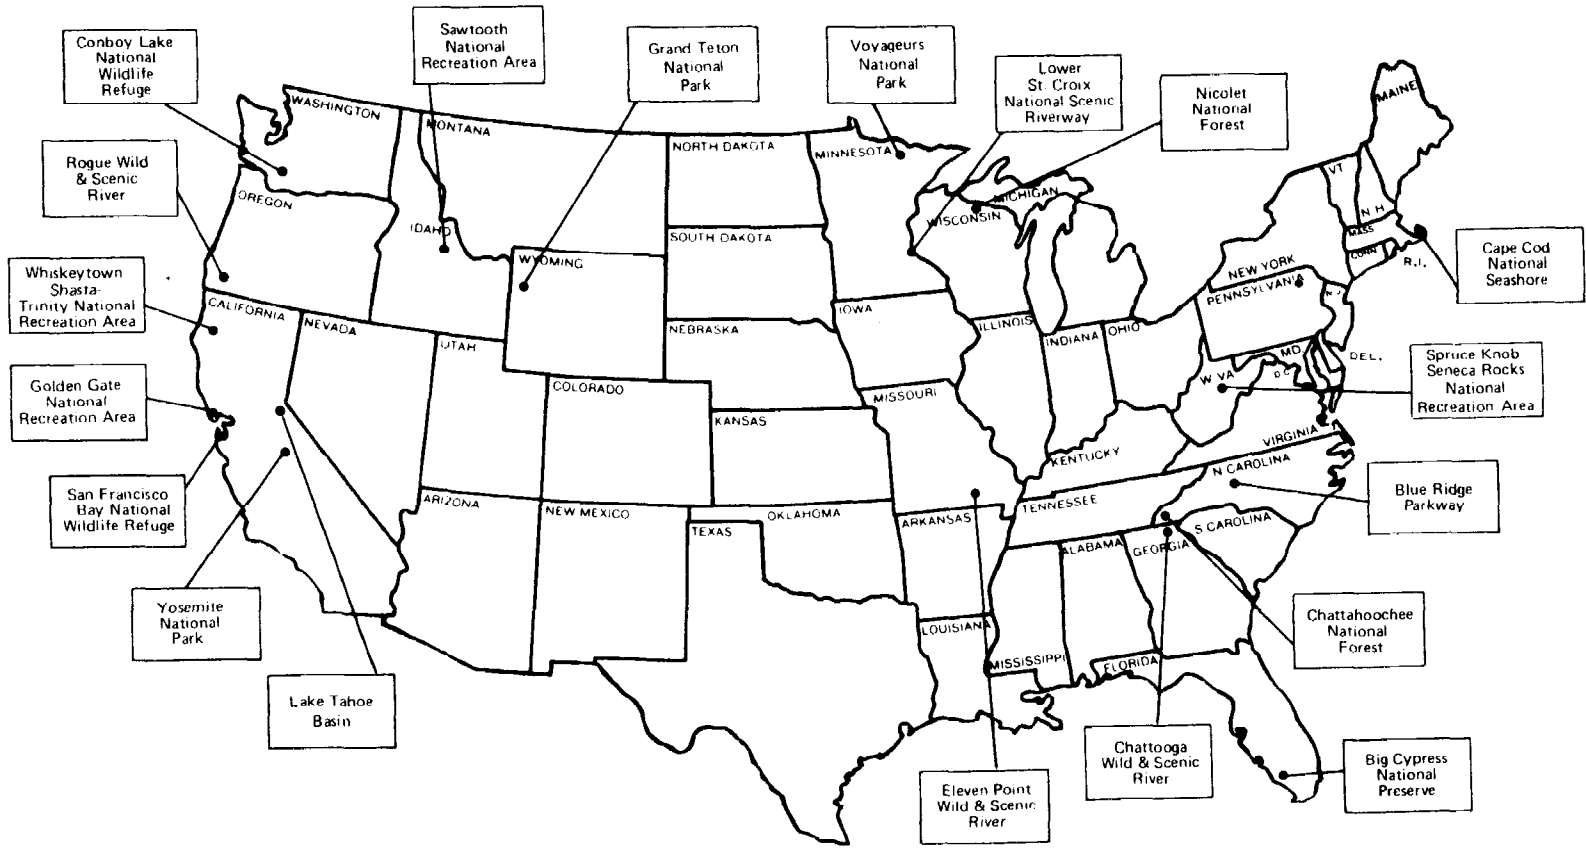 Conboy Lake
National
Wildlife
Refuge
Sawtooth
National
Recreation Area
Grand Teton
National
Park
Voyageurs
National
Park
Lower
St. Croix
National Scenic
Riverway
Nicolet
National
Forest
Rogue Wild
& Scenic
River
Whiskeytown
Shasta-
Trinity National
Recreation Area
Golden Gate
National
Recreation Area
San Francisco
Bay National
Wildlife Refuge
Yosemite
National
Park
Lake Tahoe
Basin
Cape Cod
National
Seashore
Spruce Knob
Seneca Rocks
National
Recreation Area
Blue Ridge
Parkway
Chattahoochee
National
Forest
Chattooga
Wild & Scenic
River
Eleven Point
Wild & Scenic
River
Big Cypress
National
Preserve
WASHINGTON
MONTANA
NORTH DAKOTA
MINNESOTA
MICHIGAN
WISCONSIN
MAINE
VT
N H
MASS
CONN
R.I.
NEW YORK
PENNSYLVANIA
N J
OREGON
IDAHO
WYOMING
SOUTH DAKOTA
IOWA
NEBRASKA
ILLINOIS
INDIANA
OHIO
MD
DEL.
D C
W VA
VIRGINIA
CALIFORNIA
NEVADA
UTAH
COLORADO
KANSAS
MISSOURI
KENTUCKY
N CAROLINA
TENNESSEE
S CAROLINA
ARIZONA
NEW MEXICO
OKLAHOMA
TEXAS
ARKANSAS
ALABAMA
GEORGIA
LOUISIANA
MISSISSIPPI
FLORIDA